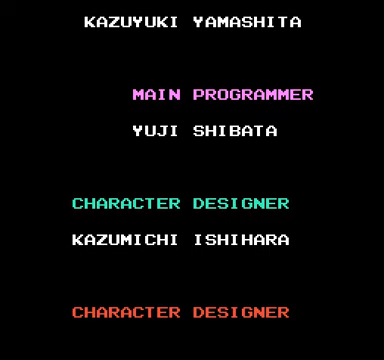 KAZUYUKI YAMASHITA
MAIN PROGRAMMER
YUJI SHIBATA
CHARACTER DESIGNER
KAZUMICHI ISHIHARA
CHARACTER DESIGNER